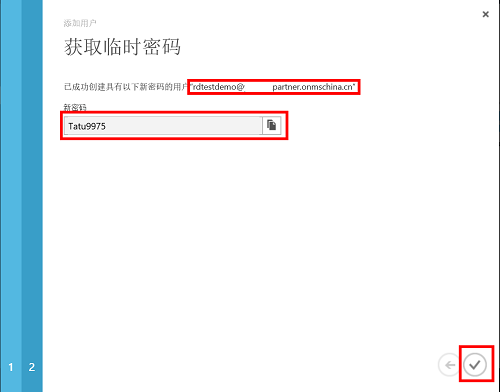 添加用户
获取临时密码
已成功创建具有以下新密码的用户"rdtestdemo@ partner.onmschina.cn"
新密码
Tatu9975
1 2